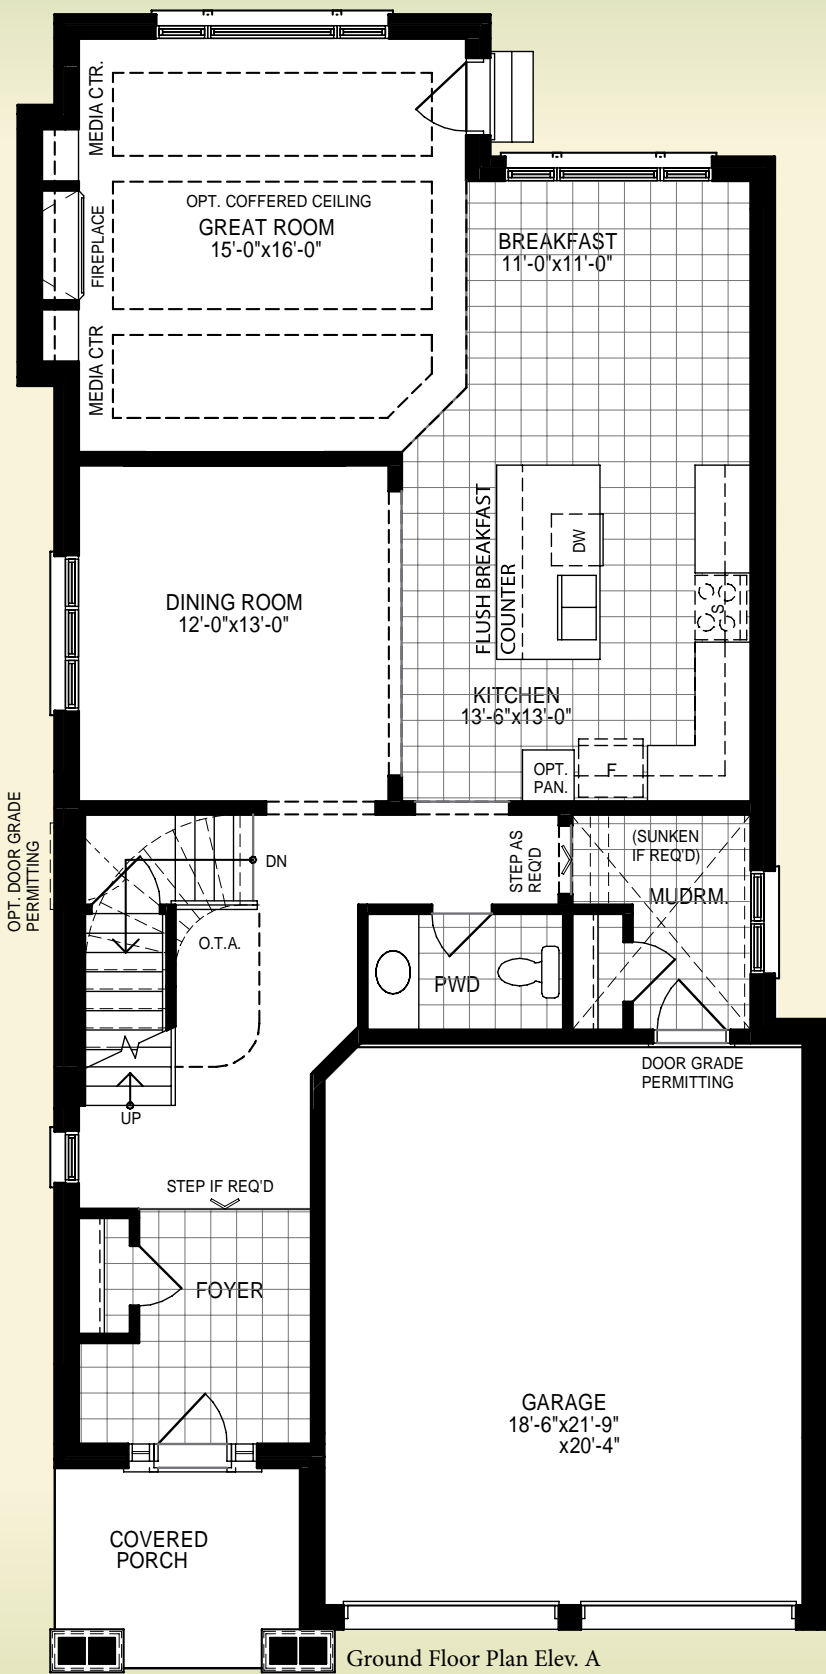 MEDIA CTR.
OPT. COFFERED CEILING
GREAT ROOM
15'-0"x16'-0"
FIREPLACE
MEDIA CTR
BREAKFAST
11'-0"x11'-0"
DINING ROOM
12'-0"x13'-0"
FLUSH BREAKFAST
COUNTER
DW
S
KITCHEN
13'-6"x13'-0"
OPT.
PAN.
F
OPT. DOOR GRADE
PERMITTING
DN
STEP AS
REQ'D
(SUNKEN
IF REQ'D)
MUDRM.
O.T.A.
PWD
DOOR GRADE
PERMITTING
UP
STEP IF REQ'D
FOYER
GARAGE
18'-6"x21'-9"
x20'-4"
COVERED
PORCH
Ground Floor Plan Elev. A